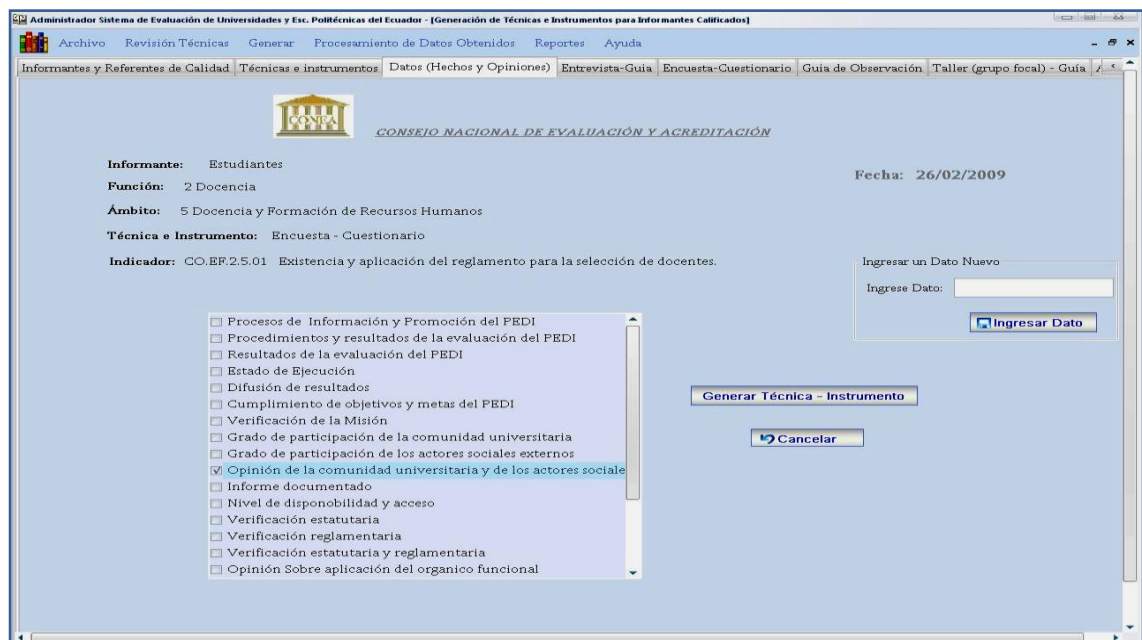 Administrador Sistema de Evaluación de Universidades y Esc. Politécnicas del Ecuador - [Generación de Técnicas e Instrumentos para Informantes Calificados]
Archivo Revisión Técnicas Generar Procesamiento de Datos Obtenidos Reportes Ayuda
Informantes y Referentes de Calidad Técnicas e instrumentos Datos (Hechos y Opiniones) Entrevista-Guia Encuesta-Cuestionario Guia de Observación Taller (grupo focal) - Guía
CONEA
CONSEJO NACIONAL DE EVALUACIÓN Y ACREDITACIÓN
Informante: Estudiantes
Fecha: 26/02/2009
Función: 2 Docencia
Ámbito: 5 Docencia y Formación de Recursos Humanos
Técnica e Instrumento: Encuesta - Cuestionario
Indicador: CO.EF.2.5.01 Existencia y aplicación del reglamento para la selección de docentes.
Ingresar un Dato Nuevo
Ingrese Dato:
Ingresar Dato
Procesos de Información y Promoción del PEDI
Procedimientos y resultados de la evaluación del PEDI
Resultados de la evaluación del PEDI
Estado de Ejecución
Difusión de resultados
Cumplimiento de objetivos y metas del PEDI
Verificación de la Misión
Grado de participación de la comunidad universitaria
Grado de participación de los actores sociales externos
Opinión de la comunidad universitaria y de los actores sociale
Informe documentado
Nivel de disponobilidad y acceso
Verificación estatutaria
Verificación reglamentaria
Verificación estatutaria y reglamentaria
Opinión Sobre aplicación del organico funcional
Generar Técnica - Instrumento
Cancelar